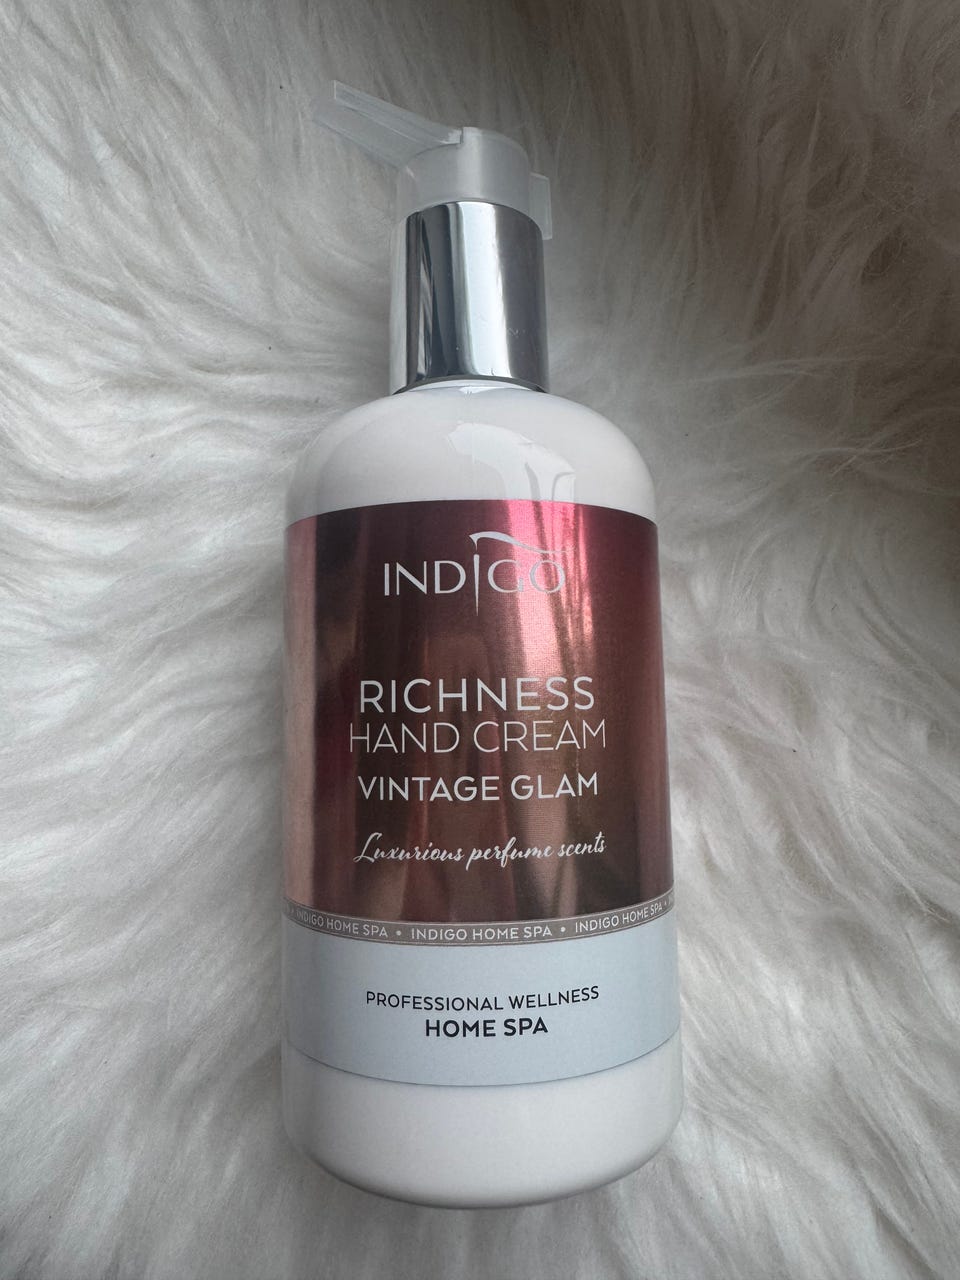 INDIGO
RICHNESS
HAND CREAM
VINTAGE GLAM
Luxurious perfume scents
• INDIGO HOME SPA • INDIGO HOME SPA • INDIGO HOME SPA •
PROFESSIONAL WELLNESS
HOME SPA